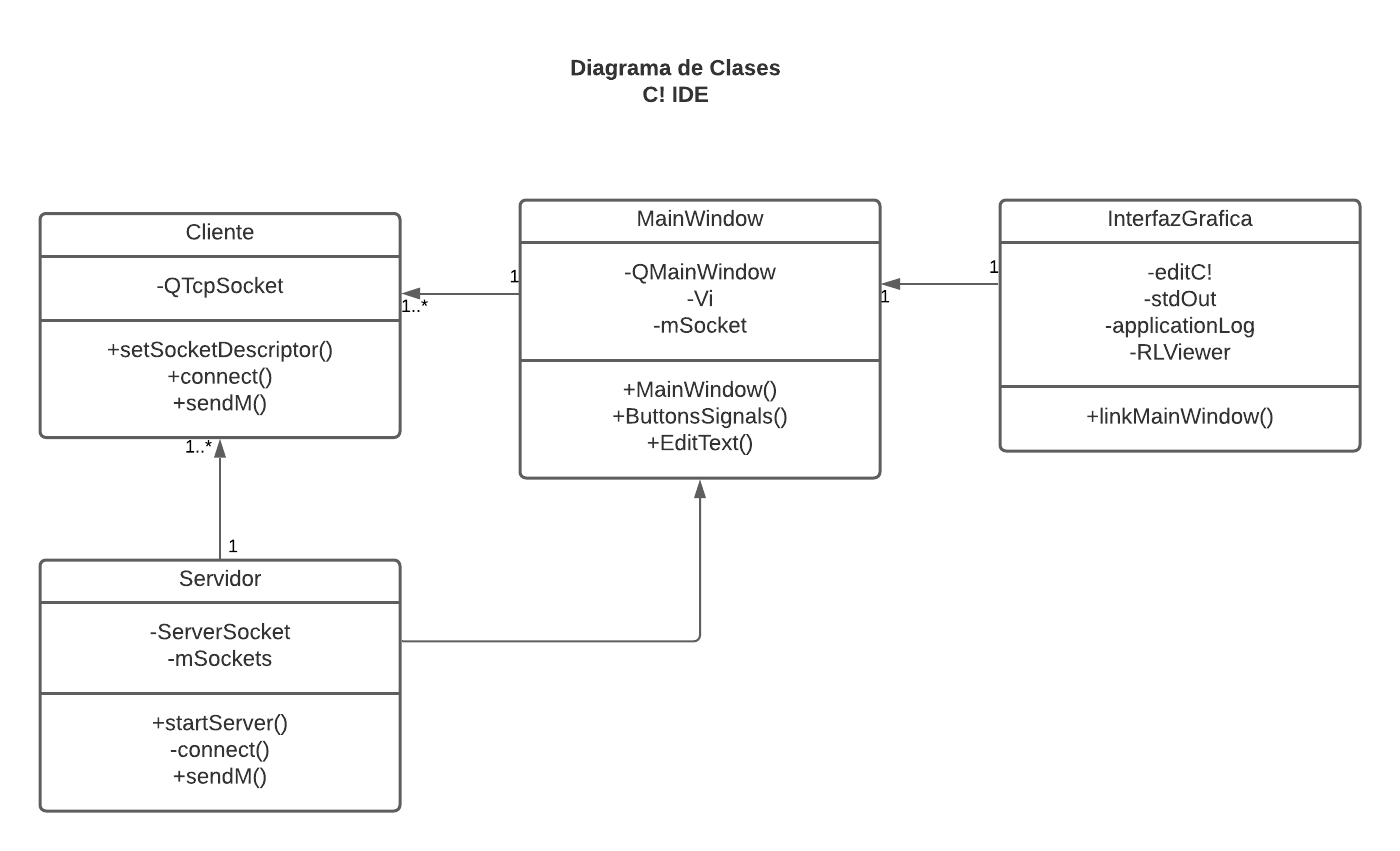 Diagrama de Clases
C! IDE
Cliente
-QTcpSocket
+setSocketDescriptor()
+connect()
+sendM()
1
1..*
MainWindow
-QMainWindow
-Vi
-mSocket
+MainWindow()
+ButtonsSignals()
+EditText()
1
1
InterfazGrafica
-editC!
-stdOut
-applicationLog
-RLViewer
+linkMainWindow()
1..*
1
Servidor
-ServerSocket
-mSockets
+startServer()
-connect()
+sendM()